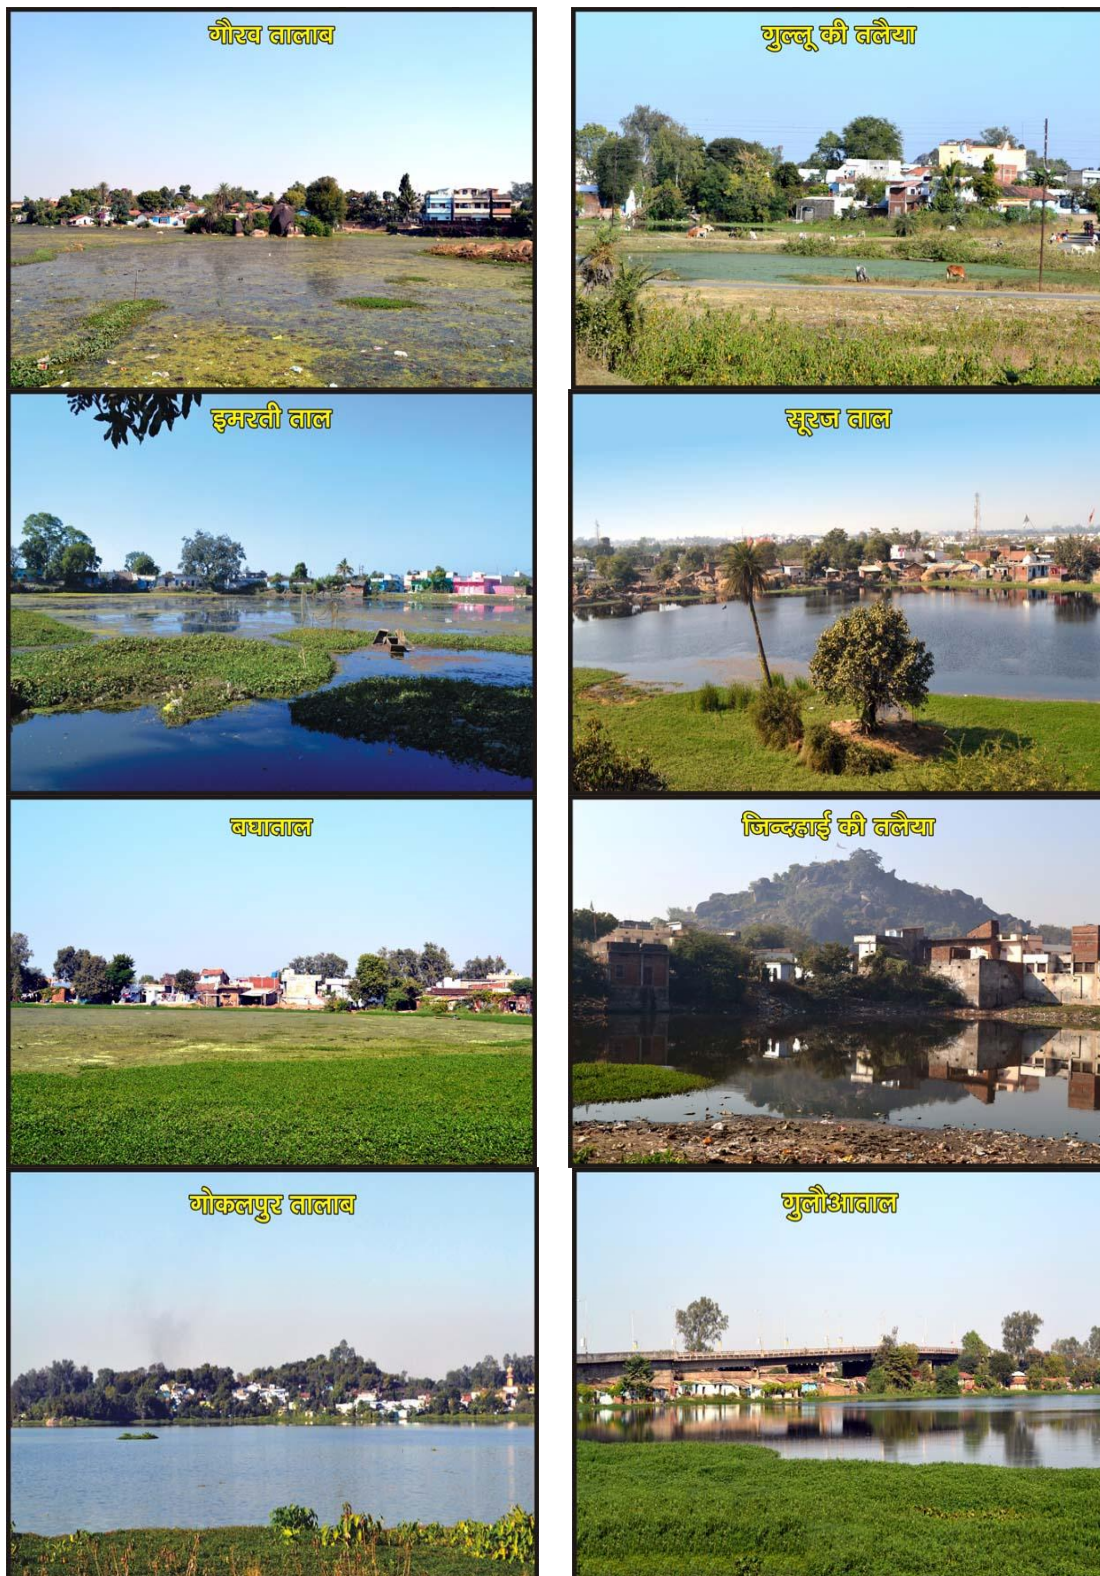 गौरव तालाब
गुल्लू की तलैया
इमरती ताल
सूरज ताल
बघाताल
जिन्दहाई की तलैया
गोकलपुर तालाब
गुलौआताल